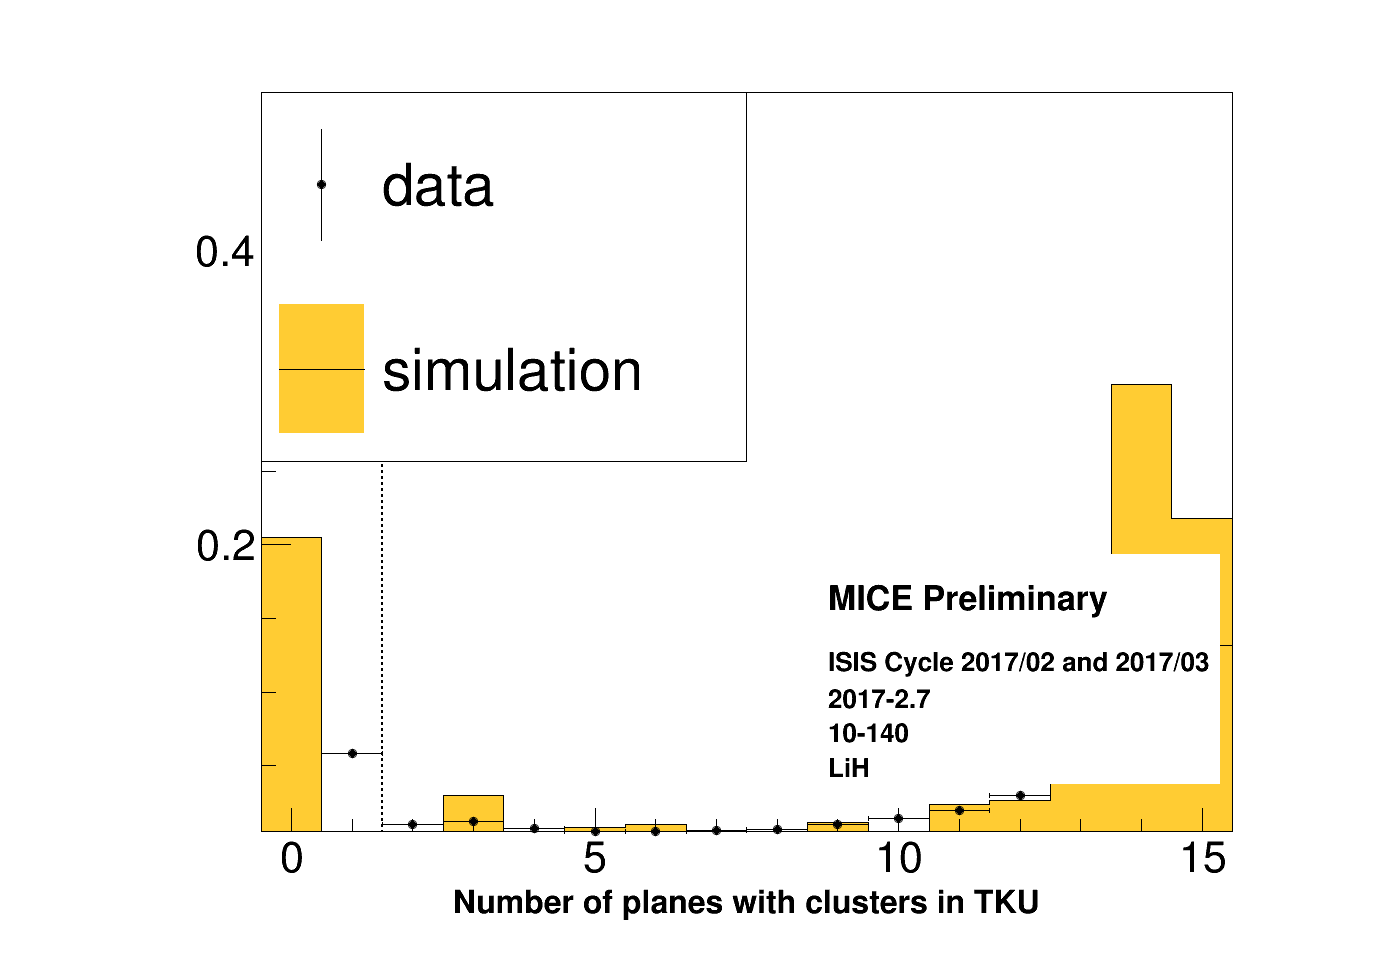 data
0.4
simulation
0.2
MICE Preliminary
ISIS Cycle 2017/02 and 2017/03
2017-2.7
10-140
LiH
0 5 10 15
Number of planes with clusters in TKU